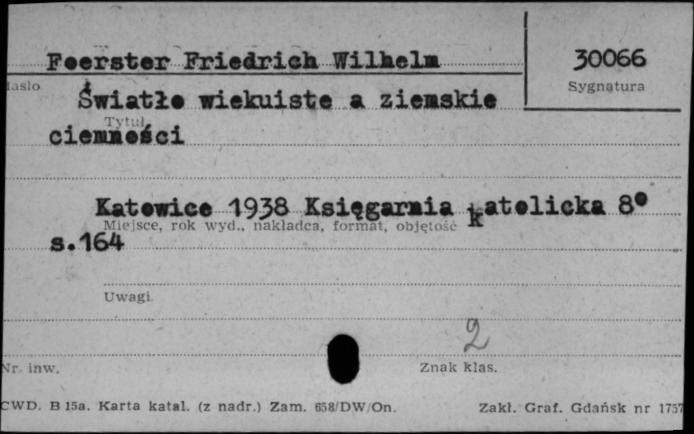 Foerster Friedrich Wilhelm
30066
Hasło
Sygnatura
Światło wiekuiste a ziemskie
Tytuł
ciemności
Katowice 1938 Księgarnia katolicka 8°
Miejsce, rok wyd., nakładca, format, objętość
s.164
Uwagi
2
Nr. inw.
Znak klas.
CWD. B 15a. Karta katal. (z nadr.) Zam. 658/DW/On.
Zakł. Graf. Gdańsk nr 1757